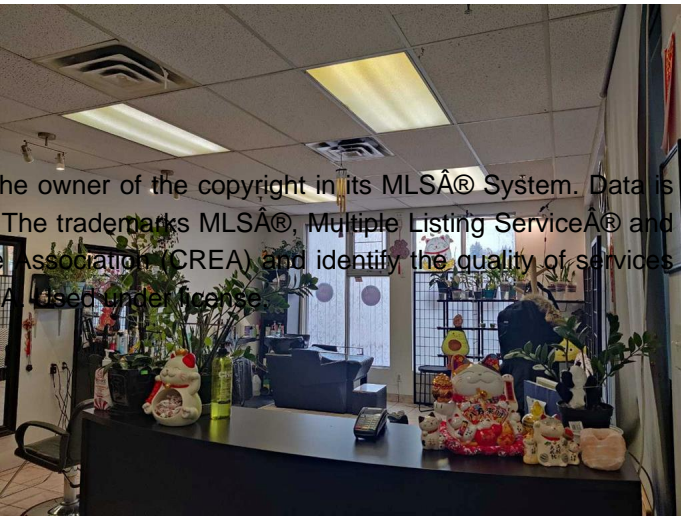 he owner of the copyright in its MLSÂ® System. Data is
The trademarks MLSÂ®, Multiple Listing ServiceÂ® and
Association (CREA) and identify the quality of services
A. Used under license.